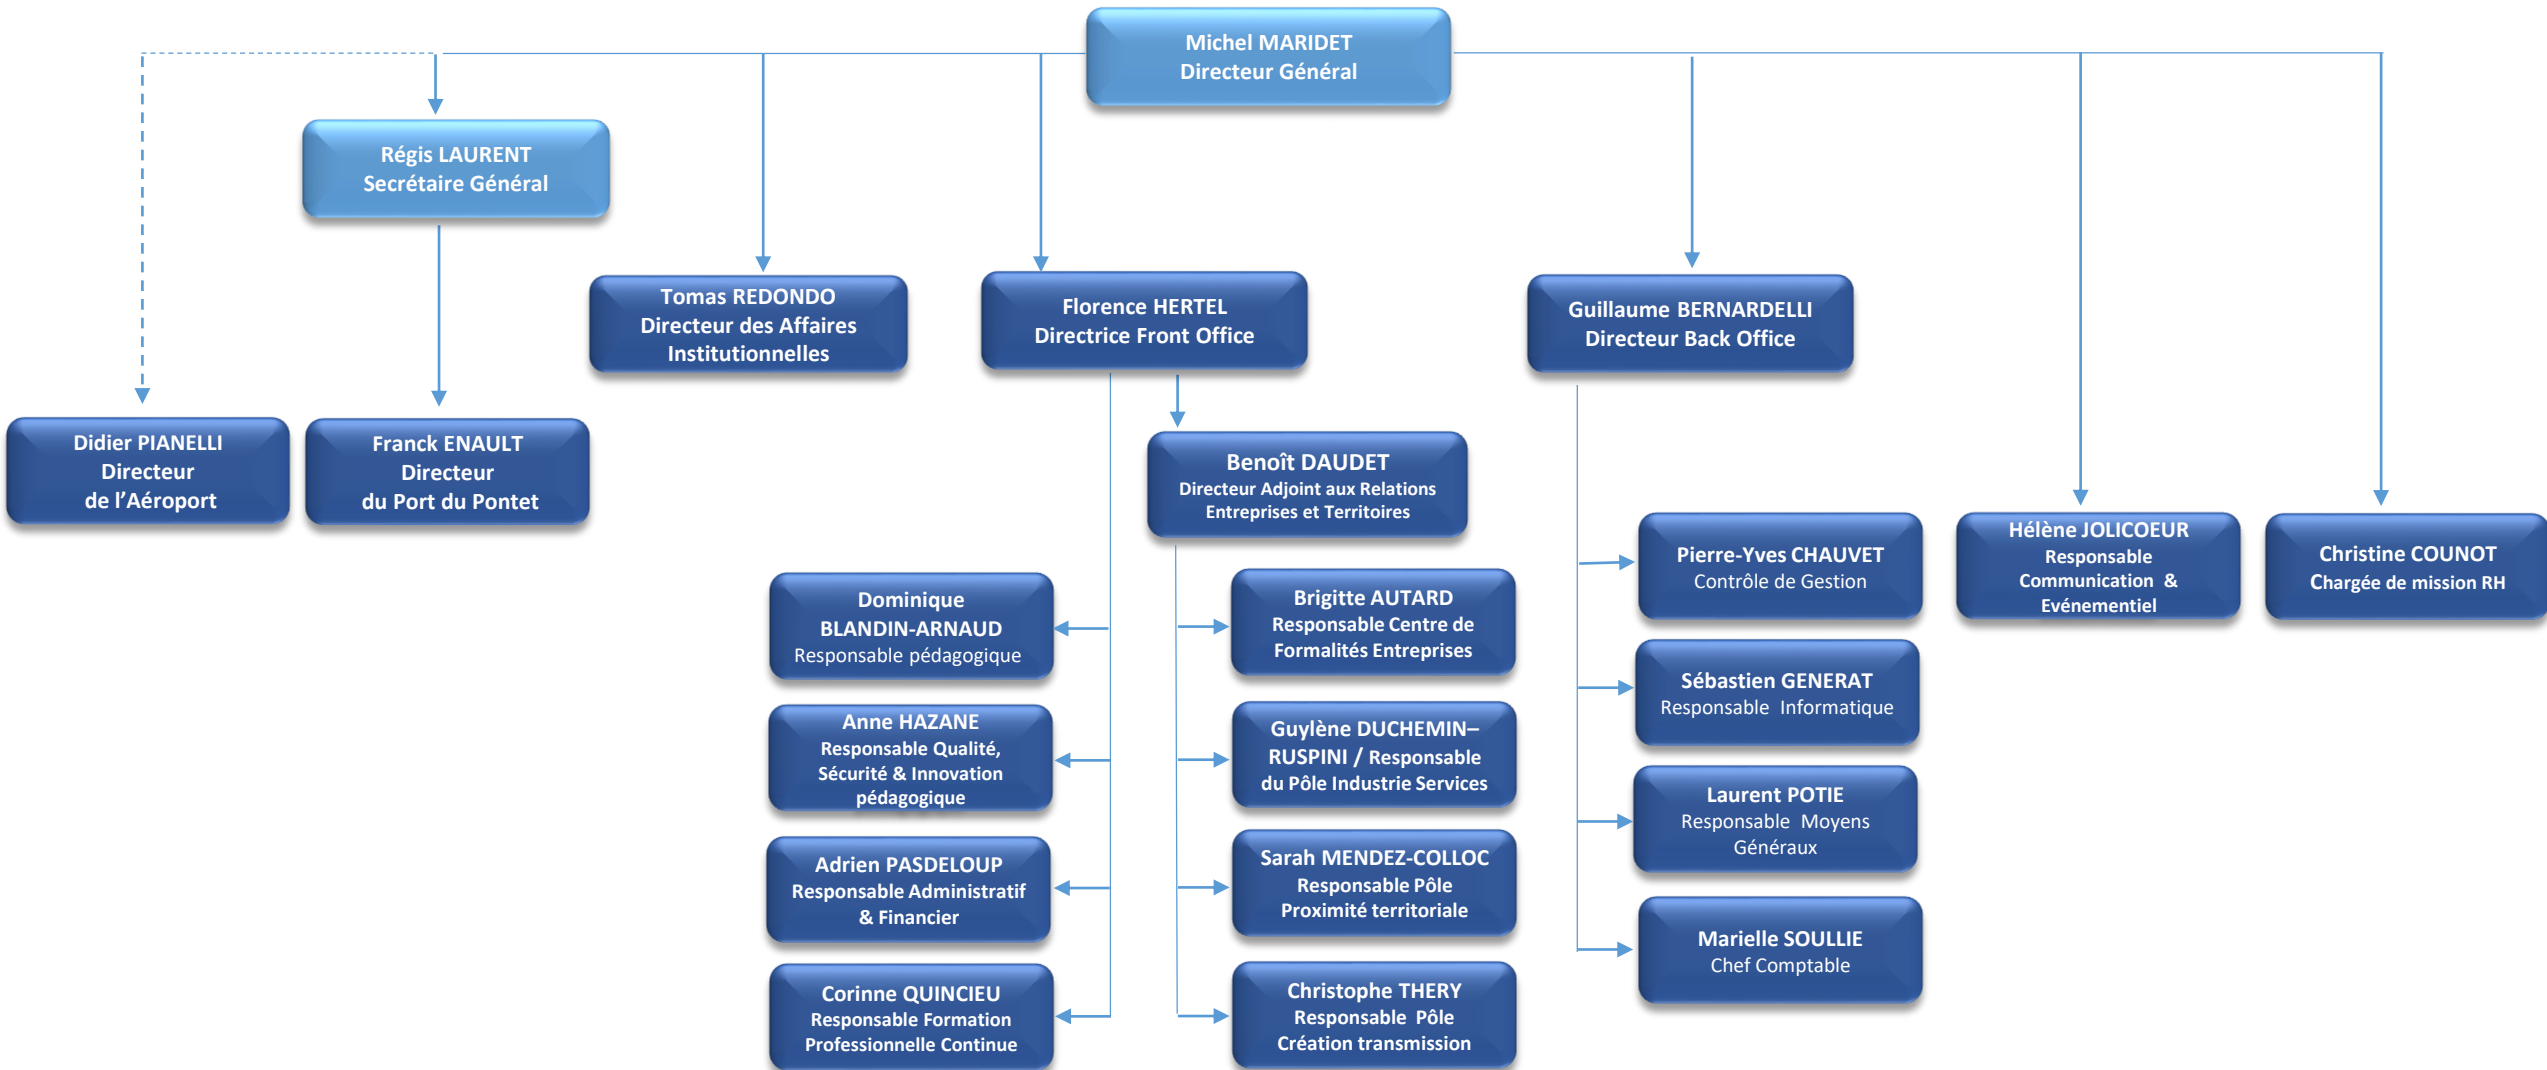 Michel MARIDET
Directeur Général
Régis LAURENT
Secrétaire Général
Tomas REDONDO
Directeur des Affaires
Institutionnelles
Florence HERTEL
Directrice Front Office
Guillaume BERNARDELLI
Directeur Back Office
Didier PIANELLI
Directeur
de l’Aéroport
Franck ENAULT
Directeur
du Port du Pontet
Benoît DAUDET
Directeur Adjoint aux Relations
Entreprises et Territoires
Dominique
BLANDIN-ARNAUD
Responsable pédagogique
Anne HAZANE
Responsable Qualité,
Sécurité & Innovation
pédagogique
Adrien PASDELOUP
Responsable Administratif
& Financier
Corinne QUINCIEU
Responsable Formation
Professionnelle Continue
Brigitte AUTARD
Responsable Centre de
Formalités Entreprises
Guylène DUCHEMIN–
RUSPINI / Responsable
du Pôle Industrie Services
Sarah MENDEZ-COLLOC
Responsable Pôle
Proximité territoriale
Christophe THERY
Responsable Pôle
Création transmission
Pierre-Yves CHAUVET
Contrôle de Gestion
Sébastien GENERAT
Responsable Informatique
Laurent POTIE
Responsable Moyens
Généraux
Marielle SOULLIE
Chef Comptable
Hélène JOLICOEUR
Responsable
Communication &
Evénementiel
Christine COUNOT
Chargée de mission RH